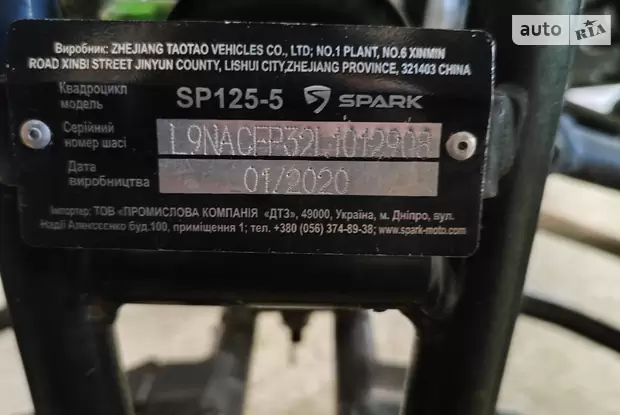 auto RIA
Виробник: ZHEJIANG TAOTAO VEHICLES CO., LTD; NO.1 PLANT, NO.6 XINMIN
ROAD XINBI STREET JINYUN COUNTY, LISHUI CITY,ZHEJIANG PROVINCE, 321403 CHINA
Квадроцикл
модель
SP125-5 SPARK
Серійний
номер шасі
L9NACEP32L1012908
Дата
виробництва
01/2020
Імпортер: ТОВ «ПРОМИСЛОВА КОМПАНІЯ «ДТЗ», 49000, Україна, м. Дніпро, вул.
Надії Алексєєнко буд.100, приміщення 1; тел. +380 (056) 374-89-38; www.spark-moto.com